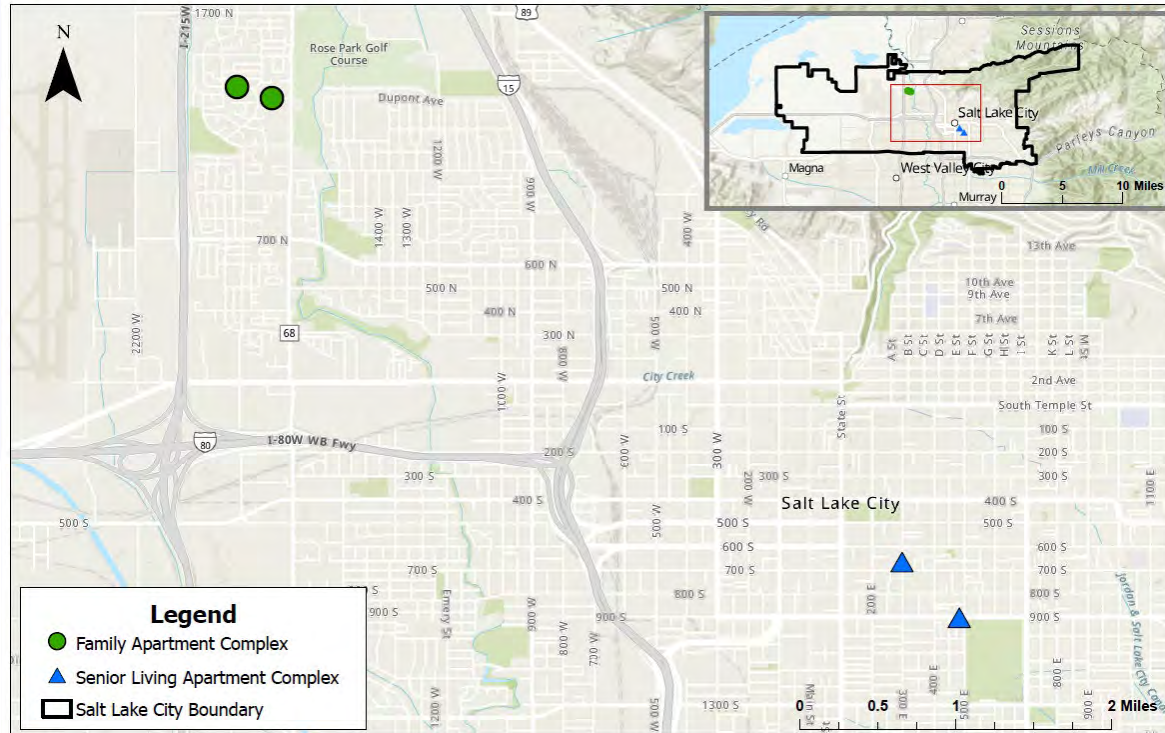 1700 N
I-215W
89
N
Rose Park Golf
Course
15
Dupont Ave
1200 W
900 W
Sessions
Mountains
Salt Lake City
Parleys Canyon
Magna
West Valley City
Mill Creek
Murray
0 5 10 Miles
400 W
1400 W
1300 W
700 N
600 N
13th Ave
10th Ave
9th Ave
7th Ave
500 N
500 N
400 N
400 N
300 N
500 W
800 W
68
2200 W
A St
B St
C St
D St
E St
F St
G St
H St
I St
K St
L St
M St
City Creek
1000 W
2nd Ave
South Temple St
State St
100 S
100 S
80
I-80W WB Fwy
200 S
600 W
300 W
200 S
300 S
200 W
300 S
300 S
1100 E
400 S
Salt Lake City
400 S
500 S
500 W
500 S
500 S
600 S
600 S
700 S
700 S
700 S
800 S
800 S
200 E
900 S
900 S
900 S
Emery St
900 W
800 W
700 W
Jordan & Salt Lake City
400 E
800 E
1200 W
500 W
1300 S
Main St
St
300 E
500 E
900 E
0 0.5 1 2 Miles
Legend
Family Apartment Complex
Senior Living Apartment Complex
Salt Lake City Boundary